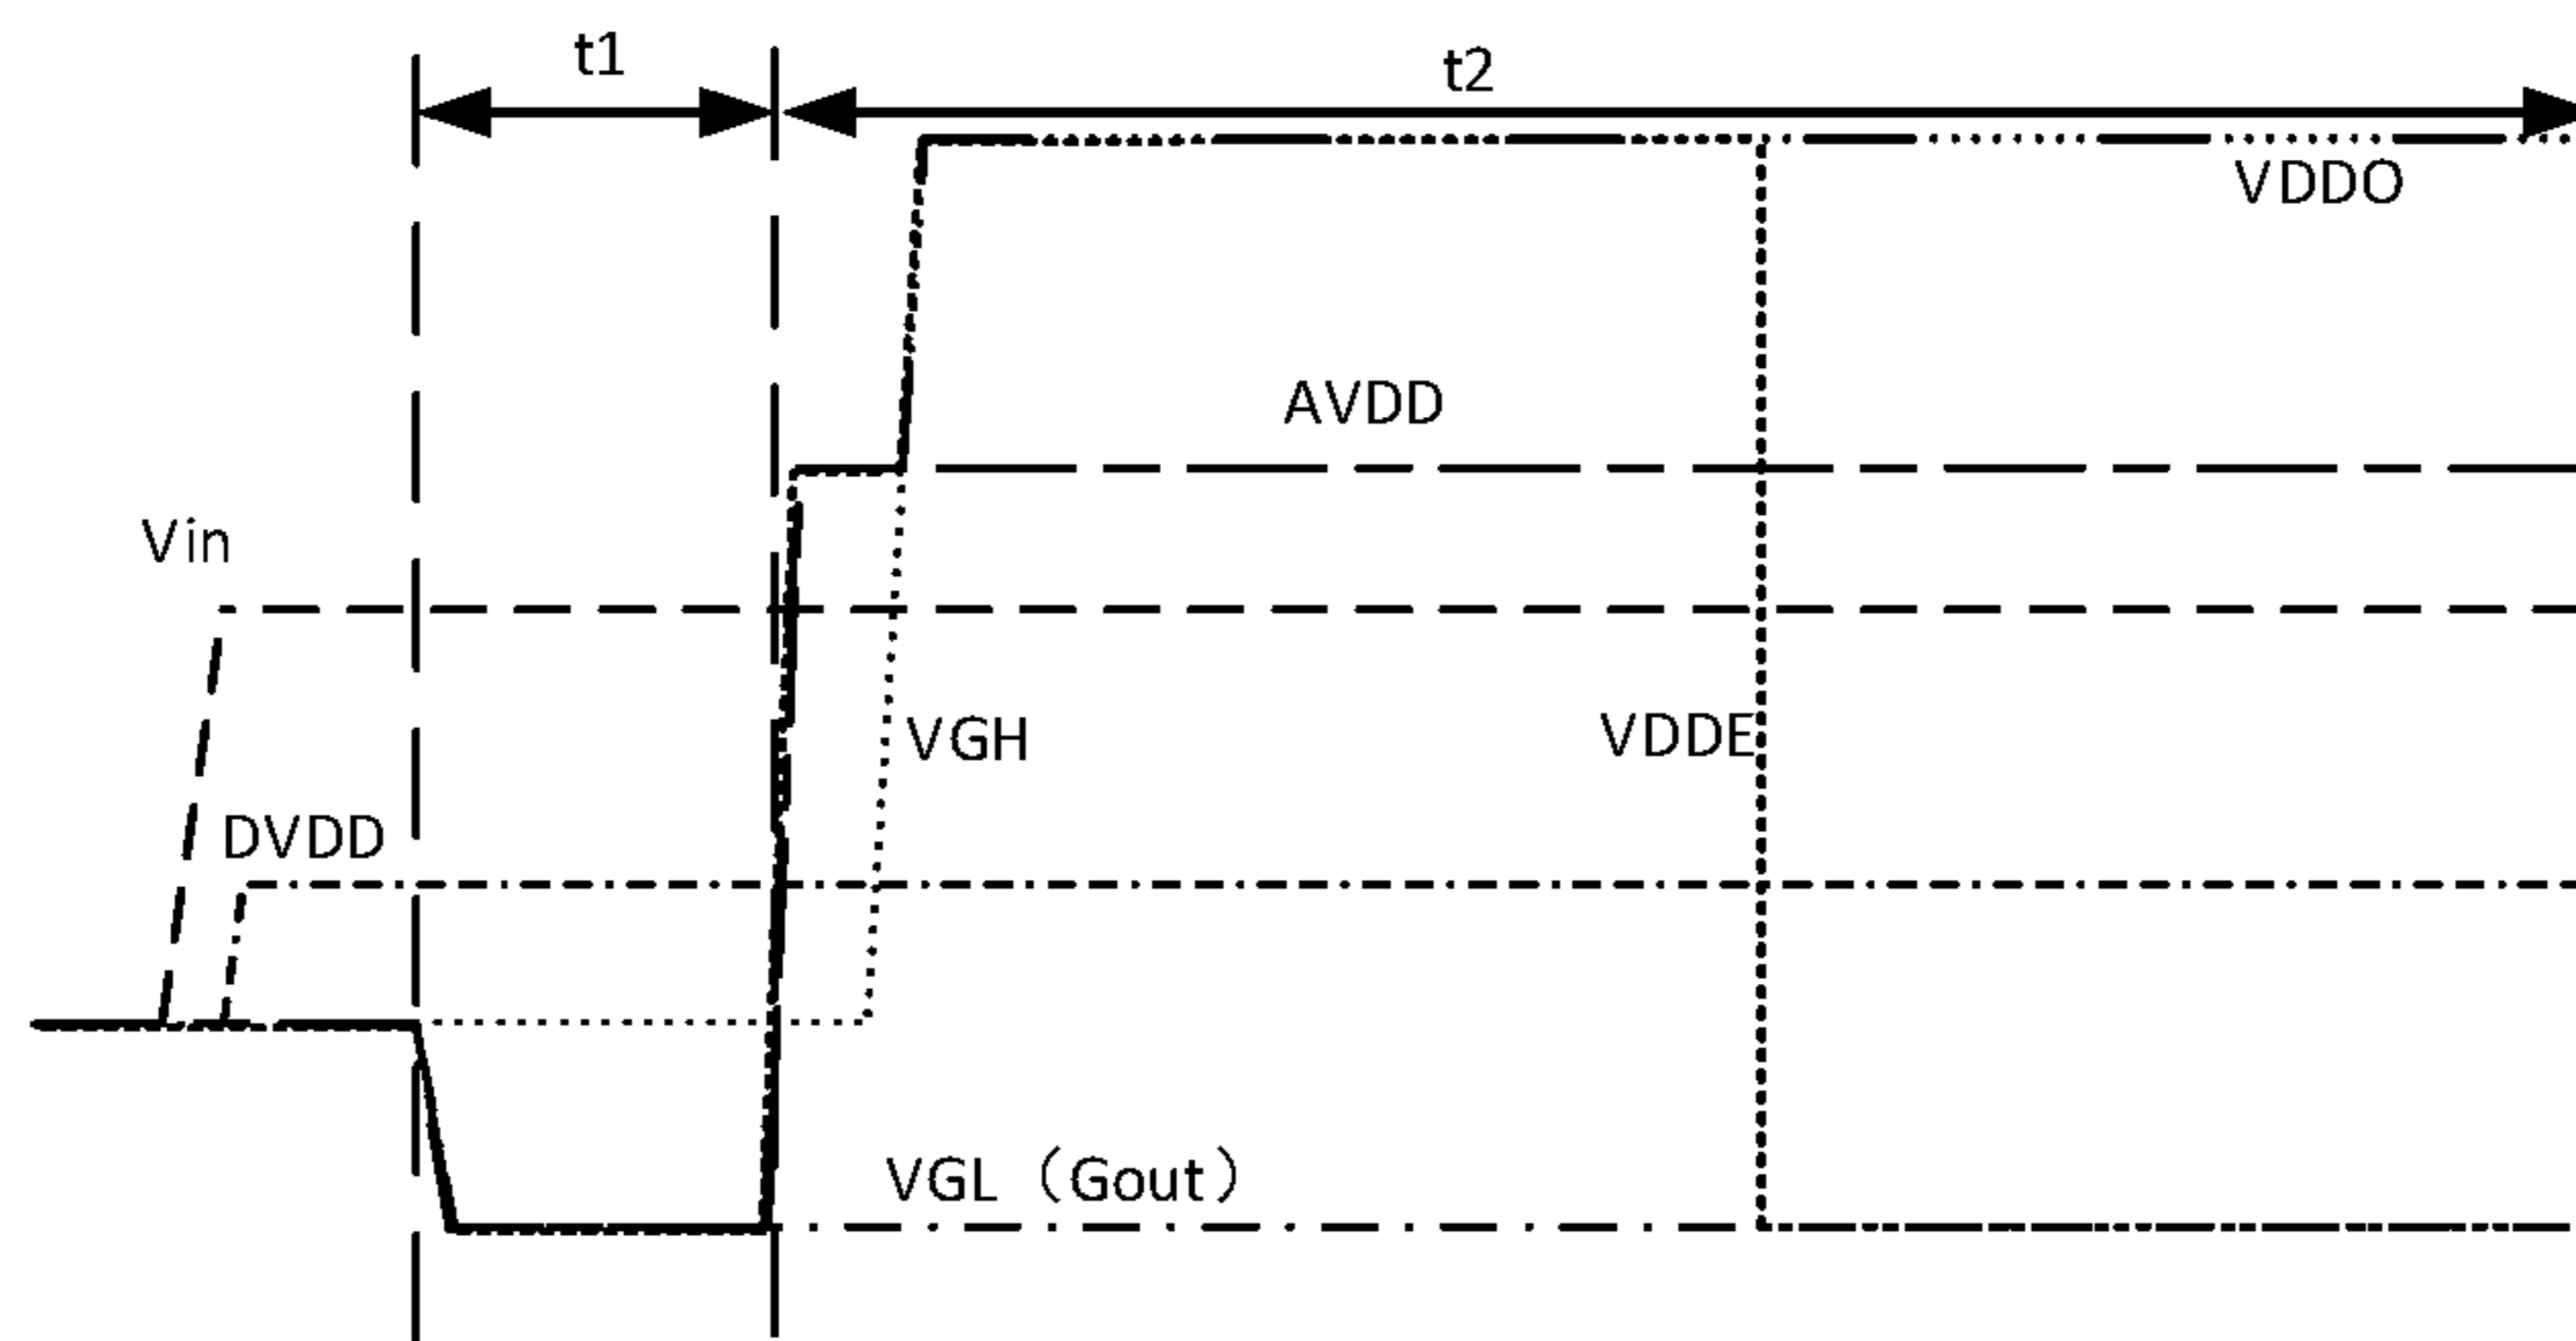 t1
t2
VDDO
AVDD
Vin
VGH
VDDE
DVDD
VGL（Gout）